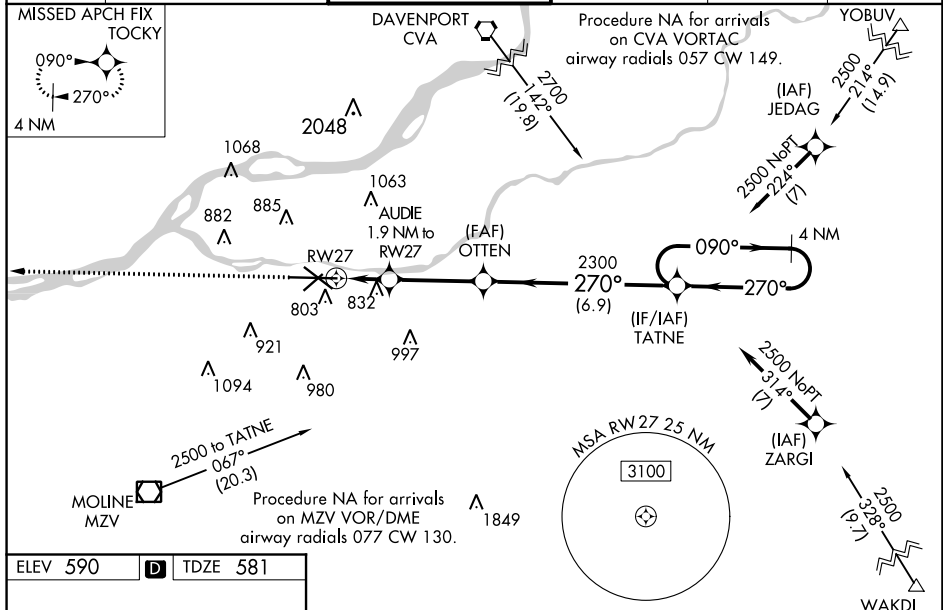 MISSED APCH FIX
TOCKY
090°
270°
4 NM
DAVENPORT
CVA
2700
142°
(19.8)
Procedure NA for arrivals
on CVA VORTAC
airway radials 057 CW 149.
YOBUV
2500
214°
(14.9)
(IAF)
JEDAG
2500 NoPT
224°
(7)
2048
1068
1063
882
885
AUDIE
1.9 NM to
RW27
(FAF)
OTTEN
RW27
090°
4 NM
2300
270°
(6.9)
270°
(IF/IAF)
TATNE
803
832
921
997
1094
980
2500 NoPT
314°
(7)
(IAF)
ZARGI
2500 to TATNE
067°
(20.3)
MOLINE
MZV
Procedure NA for arrivals
on MZV VOR/DME
airway radials 077 CW 130.
1849
MSA RW27 25 NM
3100
2500
328°
(9.7)
WAKDI
ELEV 590
D
TDZE 581